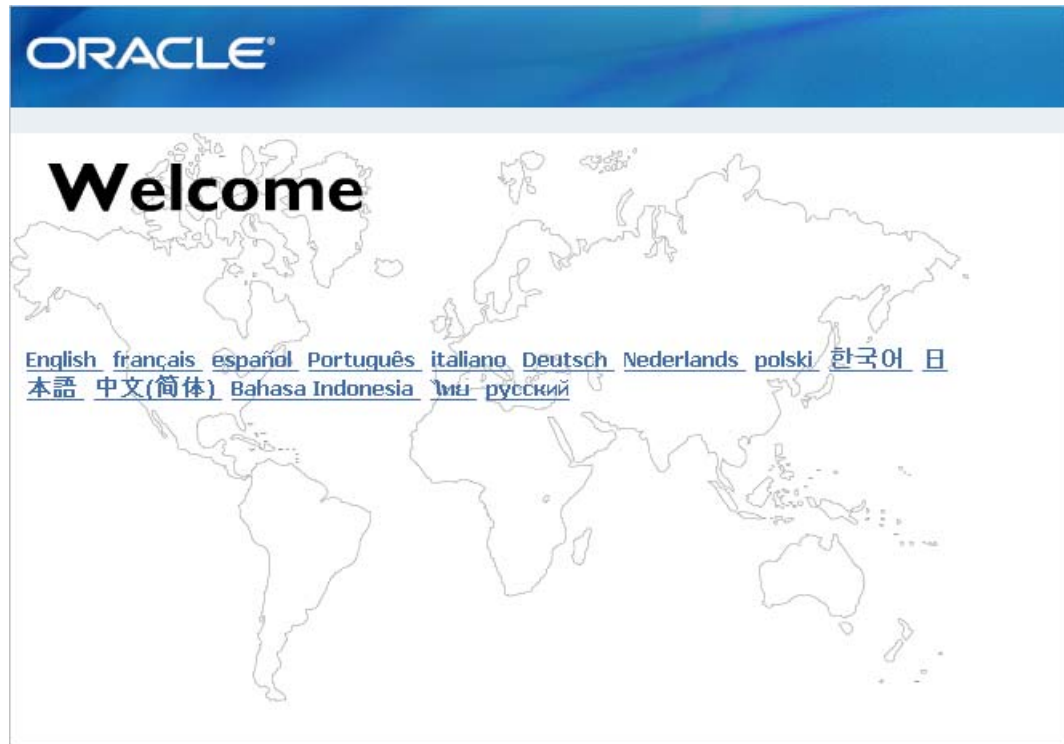 ORACLE®
Welcome
English français español Português italiano Deutsch Nederlands polski 한국어 日
本語 中文(简体) Bahasa Indonesia ไทย русский